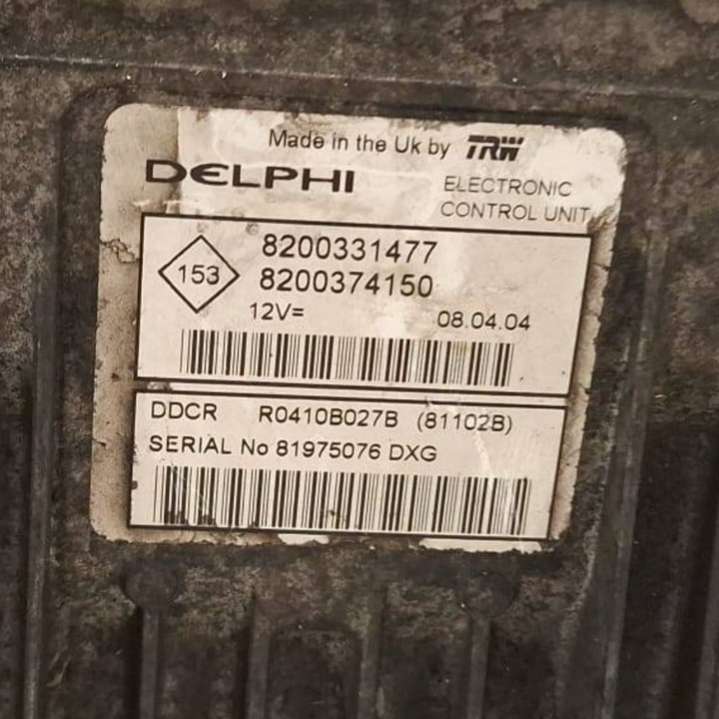 Made in the Uk by TRW
DELPHI
ELECTRONIC
CONTROL UNIT
153
8200331477
8200374150
12V=
08.04.04
DDCR R0410B027B (81102B)
SERIAL No 81975076 DXG